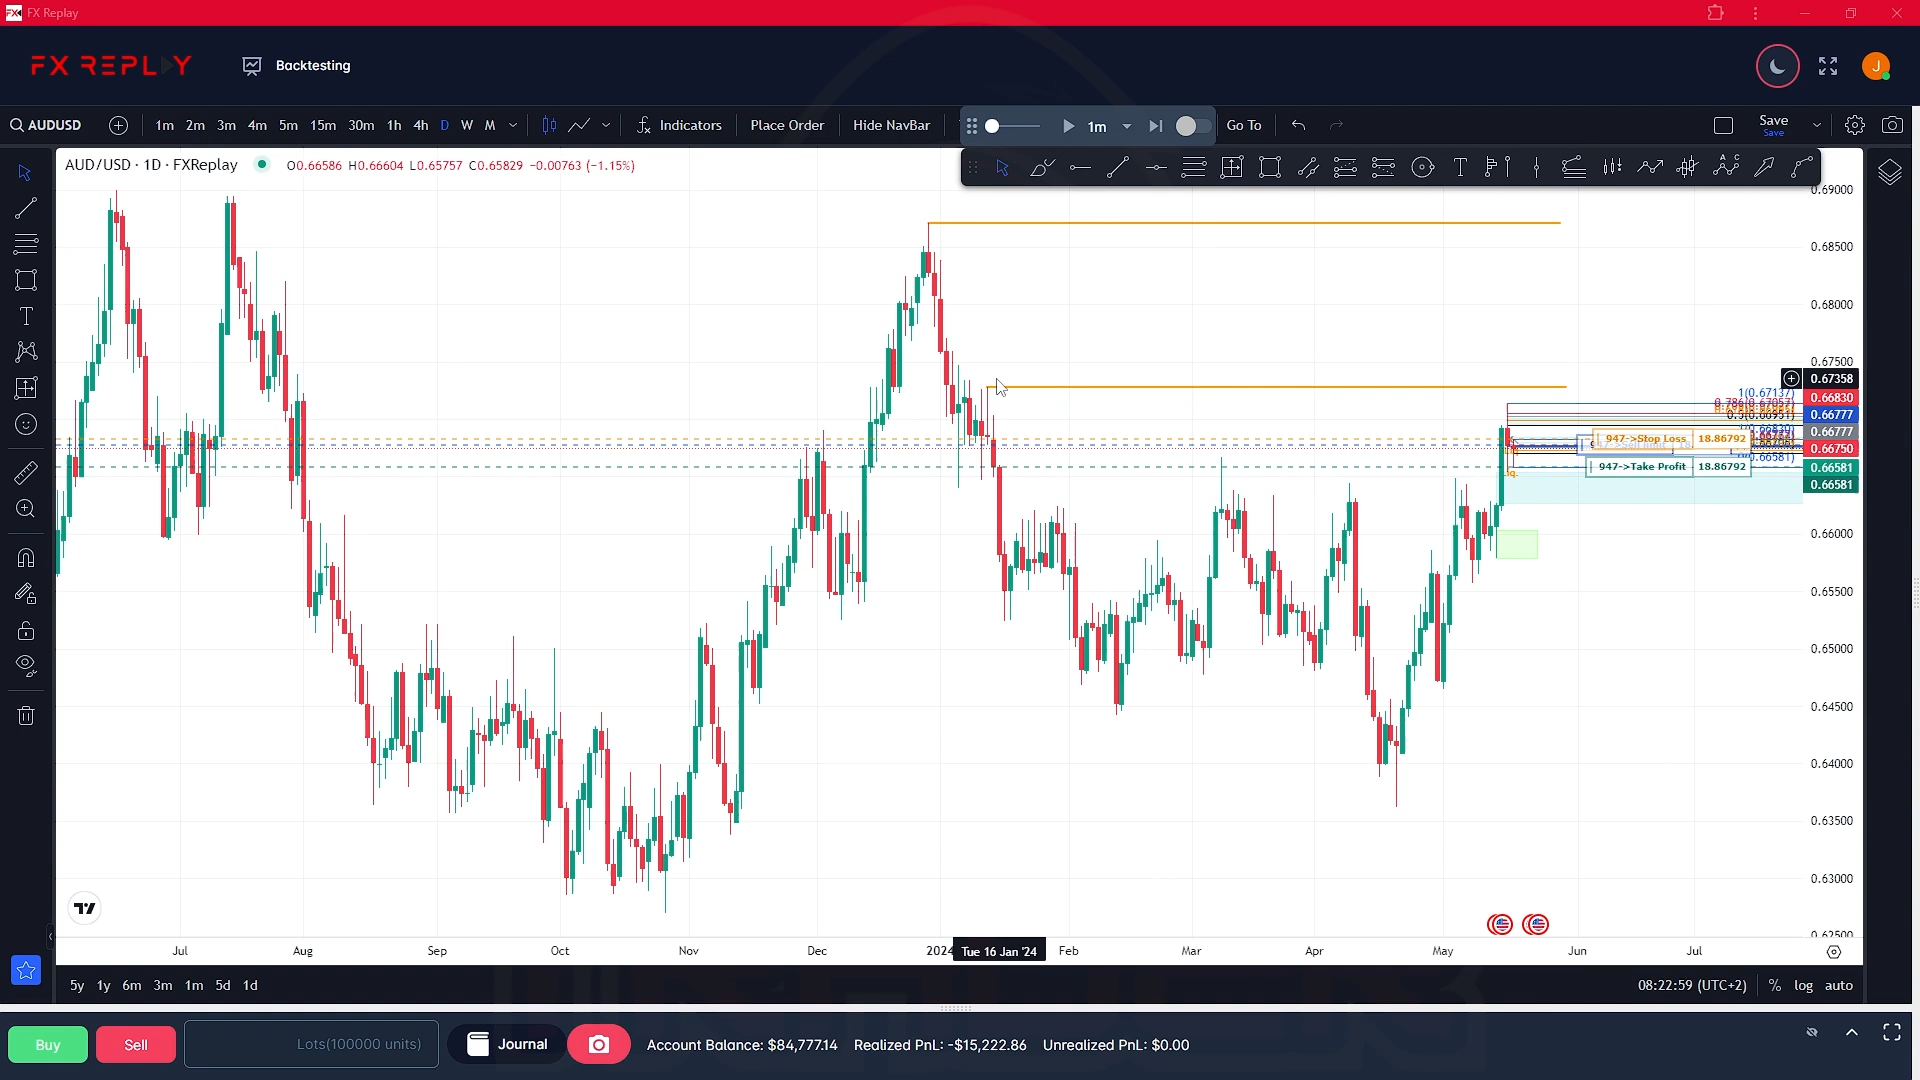 FX Replay
FX REPLAY
Backtesting
AUDUSD
1m 2m 3m 4m 5m 15m 30m 1h 4h D W M
Indicators
Place Order
Hide NavBar
1m
Go To
Save
Save
AUD/USD · 1D · FXReplay
O0.66586 H0.66604 L0.65757 C0.65829 −0.00763 (−1.15%)
0.69000
0.68500
0.68000
0.67500
0.67358
1(0.67137)
0.66830
0.66777
0.66777
947->Stop Loss 18.86792
0.66750
947->Take Profit 18.86792
0.66581
0.66581
0.66000
0.65500
0.65000
0.64500
0.64000
0.63500
0.63000
0.62500
Jul Aug Sep Oct Nov Dec 2024 Tue 16 Jan '24 Feb Mar Apr May Jun Jul
5y 1y 6m 3m 1m 5d 1d
08:22:59 (UTC+2) % log auto
Buy
Sell
Lots(100000 units)
Journal
Account Balance: $84,777.14 Realized PnL: -$15,222.86 Unrealized PnL: $0.00